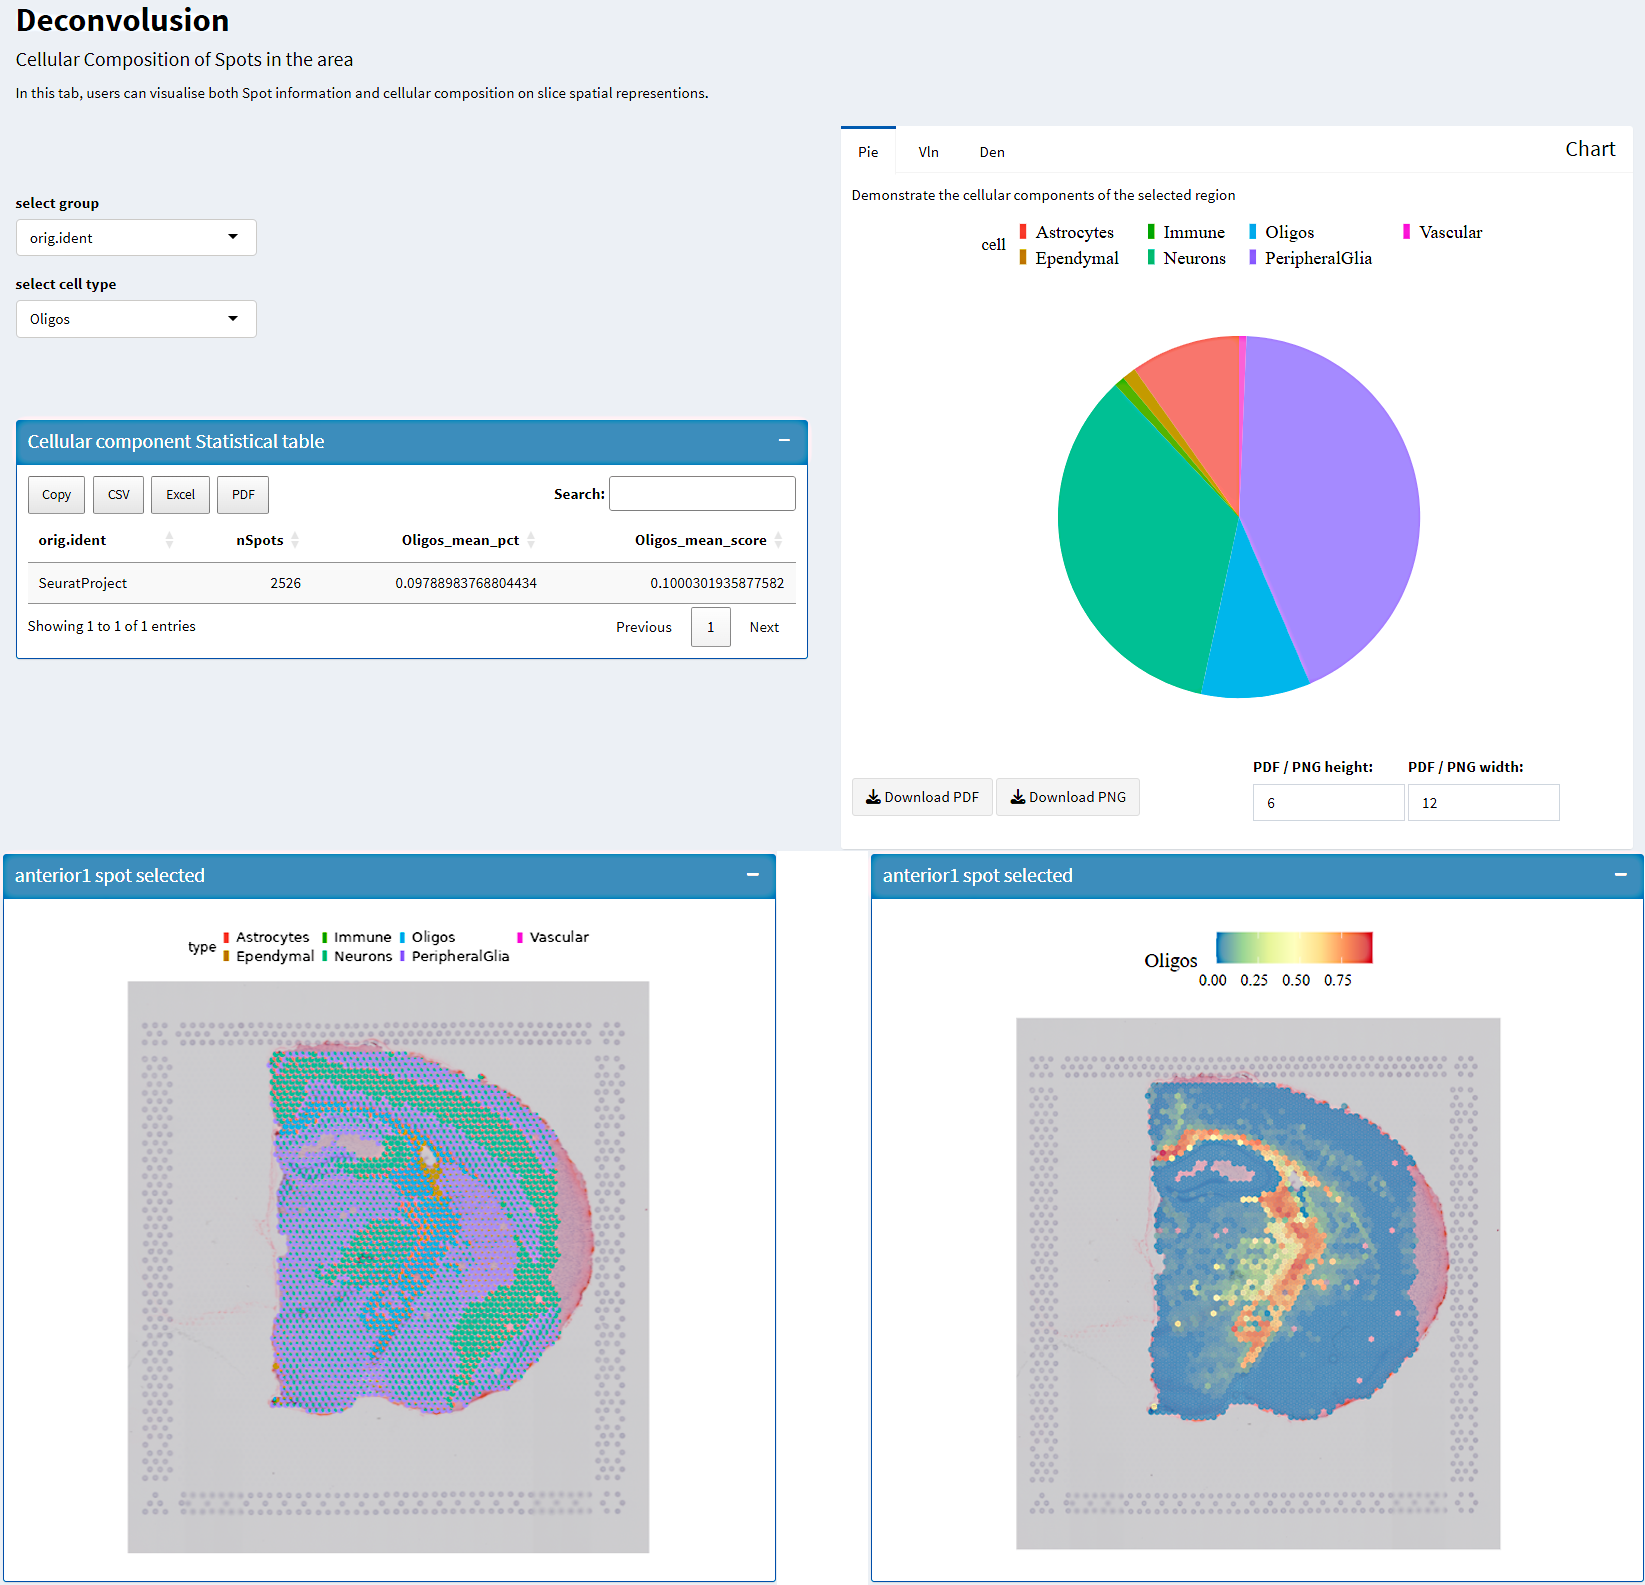 Deconvolusion
Cellular Composition of Spots in the area
In this tab, users can visualise both Spot information and cellular composition on slice spatial representions.
select group
orig.ident
select cell type
Oligos
Cellular component Statistical table
Copy CSV Excel PDF Search:
orig.ident nSpots Oligos_mean_pct Oligos_mean_score
SeuratProject 2526 0.09788983768804434 0.1000301935877582
Showing 1 to 1 of 1 entries Previous 1 Next
Pie Vln Den Chart
Demonstrate the cellular components of the selected region
cell Astrocytes Immune Oligos Vascular
Ependymal Neurons PeripheralGlia
PDF / PNG height: PDF / PNG width:
Download PDF Download PNG 6 12
anterior1 spot selected
type Astrocytes Immune Oligos Vascular
Ependymal Neurons PeripheralGlia
anterior1 spot selected
Oligos
0.00 0.25 0.50 0.75